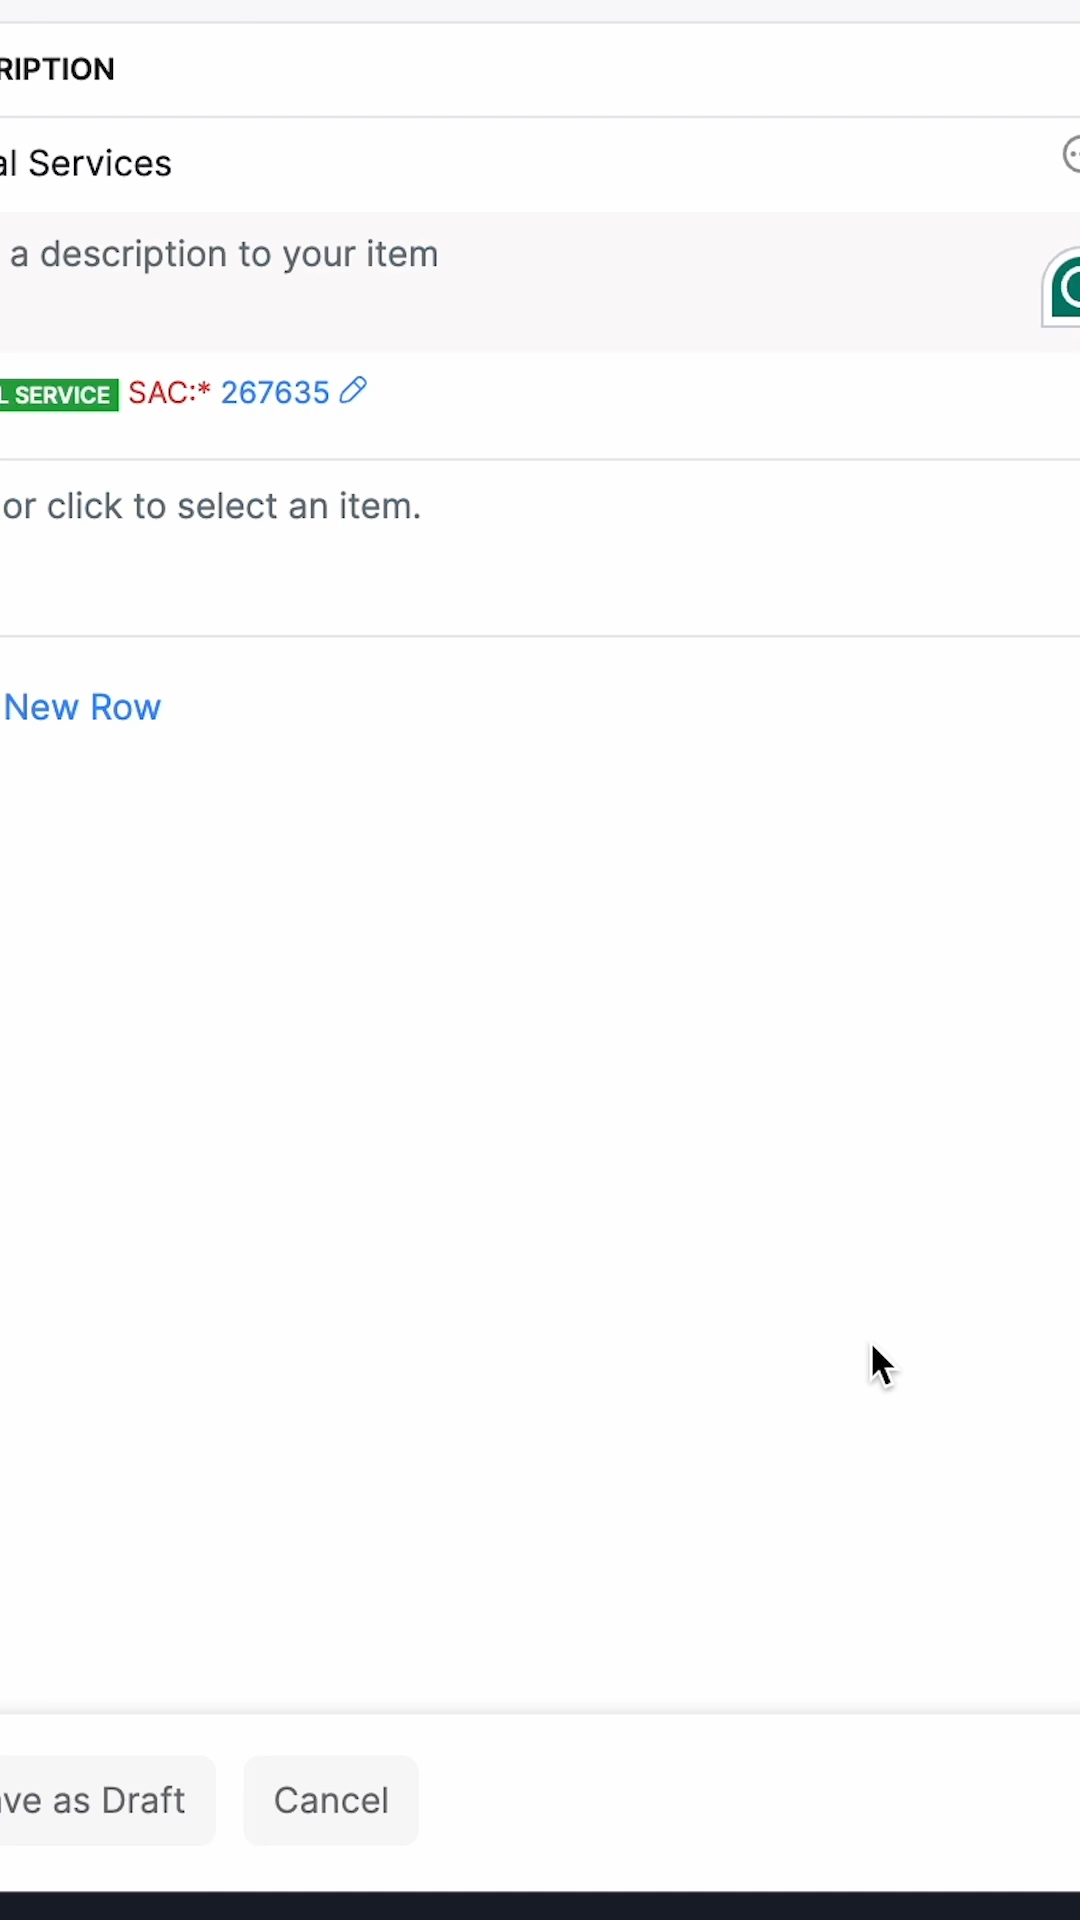 RIPTION
al Services
a description to your item
L SERVICE SAC:* 267635
or click to select an item.
New Row
ve as Draft
Cancel